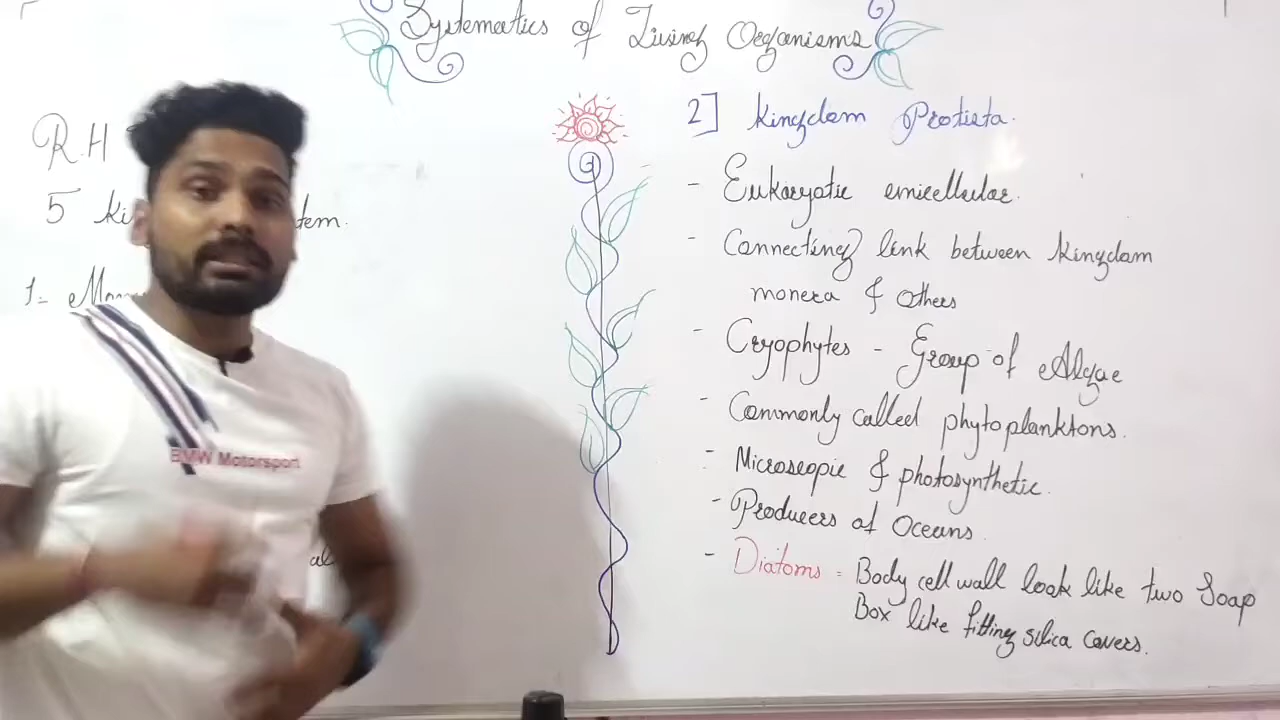 Systematics of Living Organisms
R.H
5 Ki
tem.
1-
2] Kingdom Protista.
- Eukaryotic unicellular.
- Connecting link between Kingdom
monera & Others
- Cryophytes - Group of Algae
- Commonly called phytoplanktons.
- Microscopic & photosynthetic.
- Producers of Oceans
- Diatoms = Body cell wall look like two Soap
Box like fitting silica covers.
BMW Motorsport
al